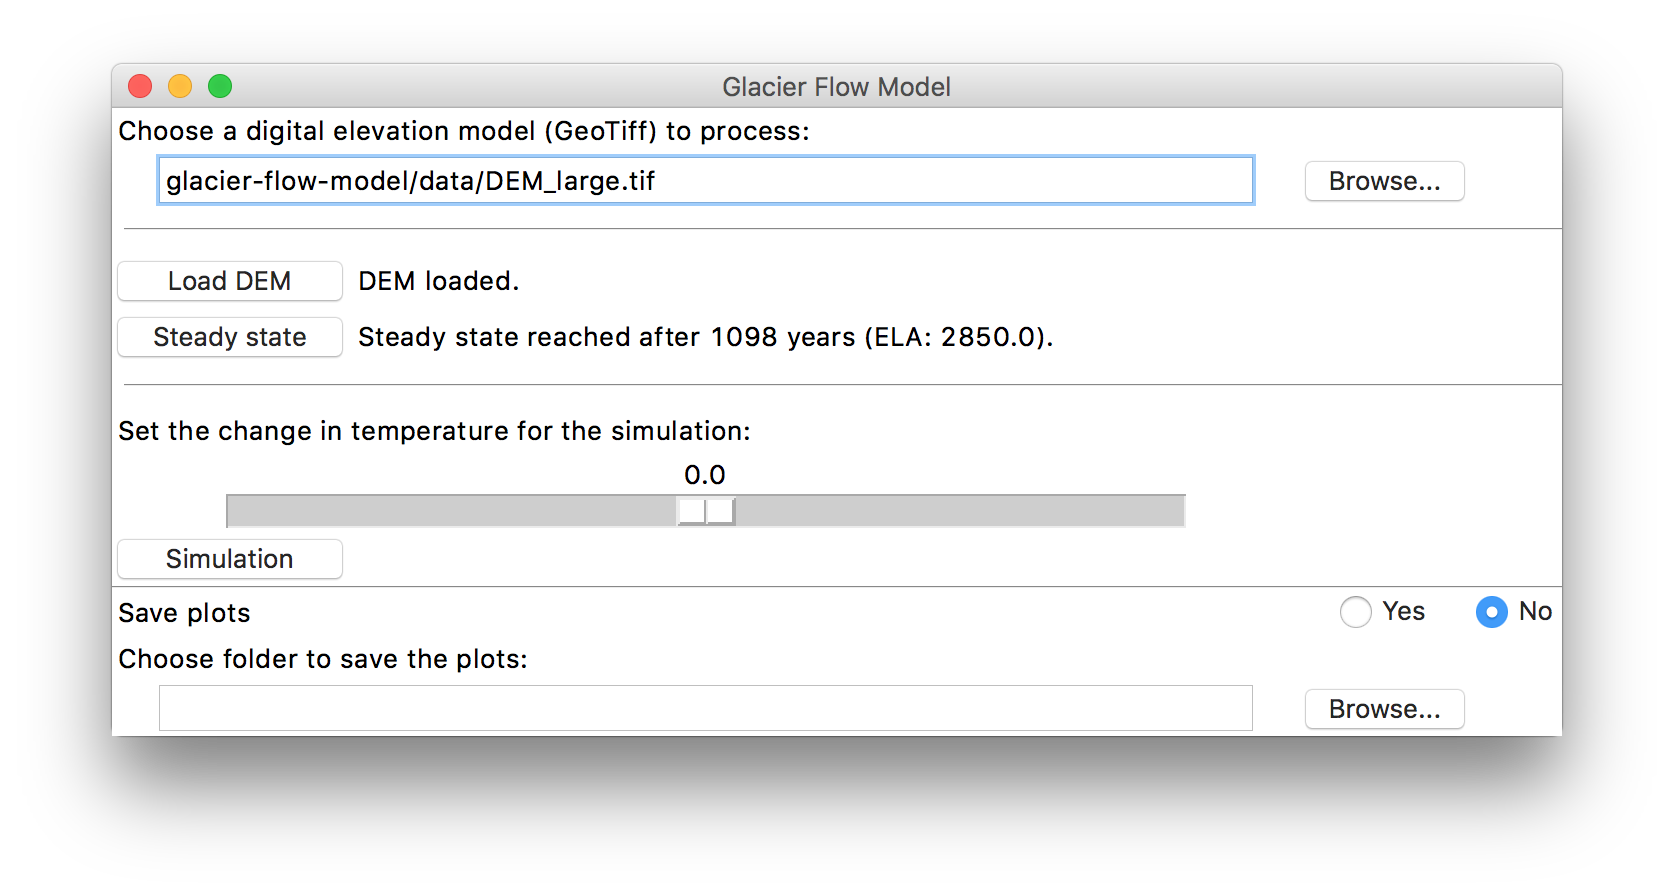 Glacier Flow Model
Choose a digital elevation model (GeoTiff) to process:
glacier-flow-model/data/DEM_large.tif Browse...
Load DEM DEM loaded.
Steady state Steady state reached after 1098 years (ELA: 2850.0).
Set the change in temperature for the simulation:
0.0
Simulation
Save plots Yes No
Choose folder to save the plots:
Browse...